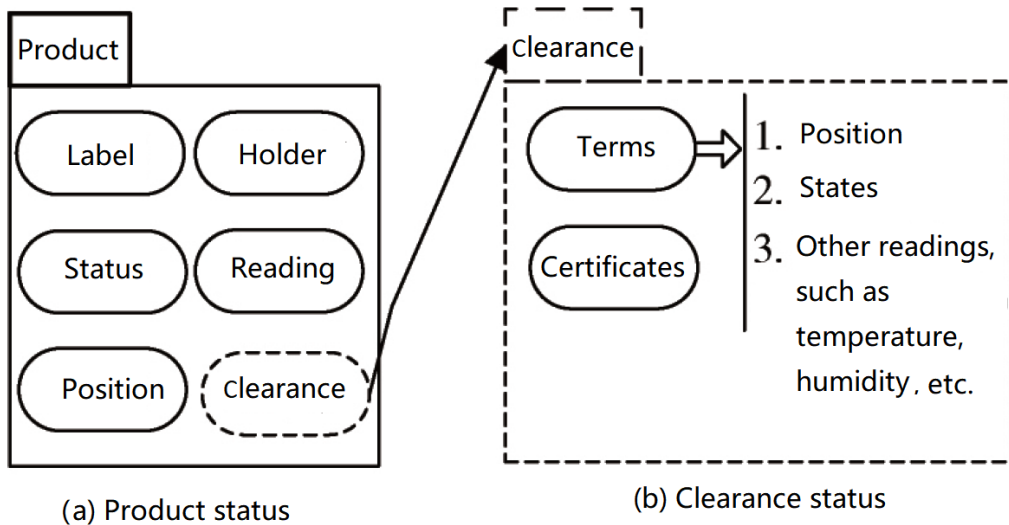 Product
Label
Holder
Status
Reading
Position
Clearance
(a) Product status
Clearance
Terms
Certificates
1. Position
2. States
3. Other readings,
such as
temperature,
humidity, etc.
(b) Clearance status